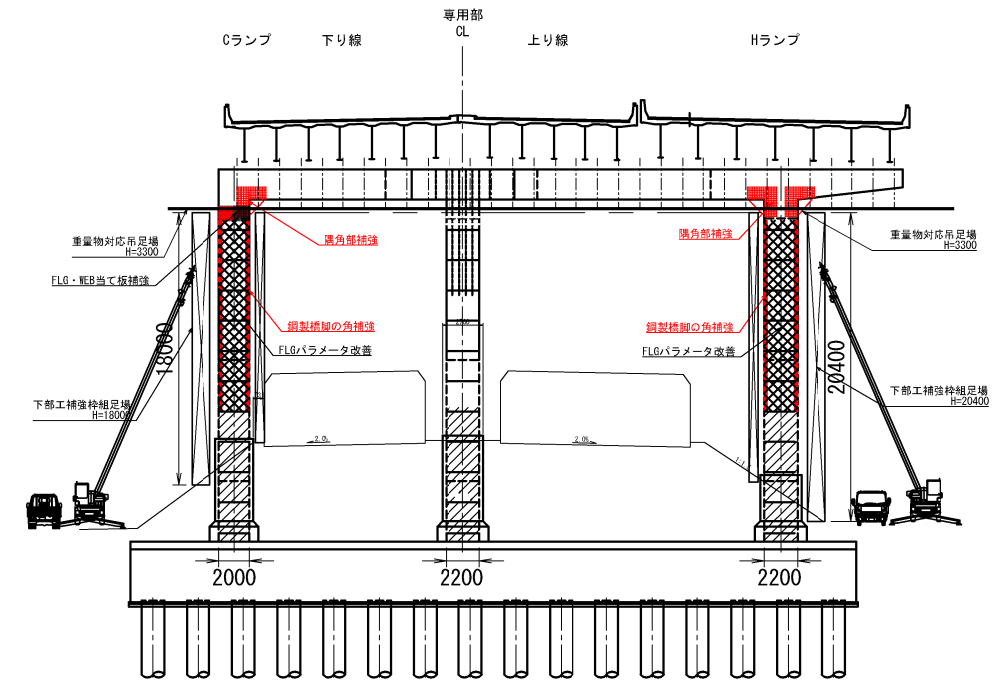 専用部
CL
Cランプ
下り線
上り線
Hランプ
重量物対応吊足場
H=3300
FLG・WEB当て板補強
隅角部補強
隅角部補強
重量物対応吊足場
H=3300
鋼製橋脚の角補強
FLGパラメータ改善
鋼製橋脚の角補強
FLGパラメータ改善
18000
20400
下部工補強枠組足場
H=18000
下部工補強枠組足場
H=20400
2.0%
2.0%
2000
2200
2200